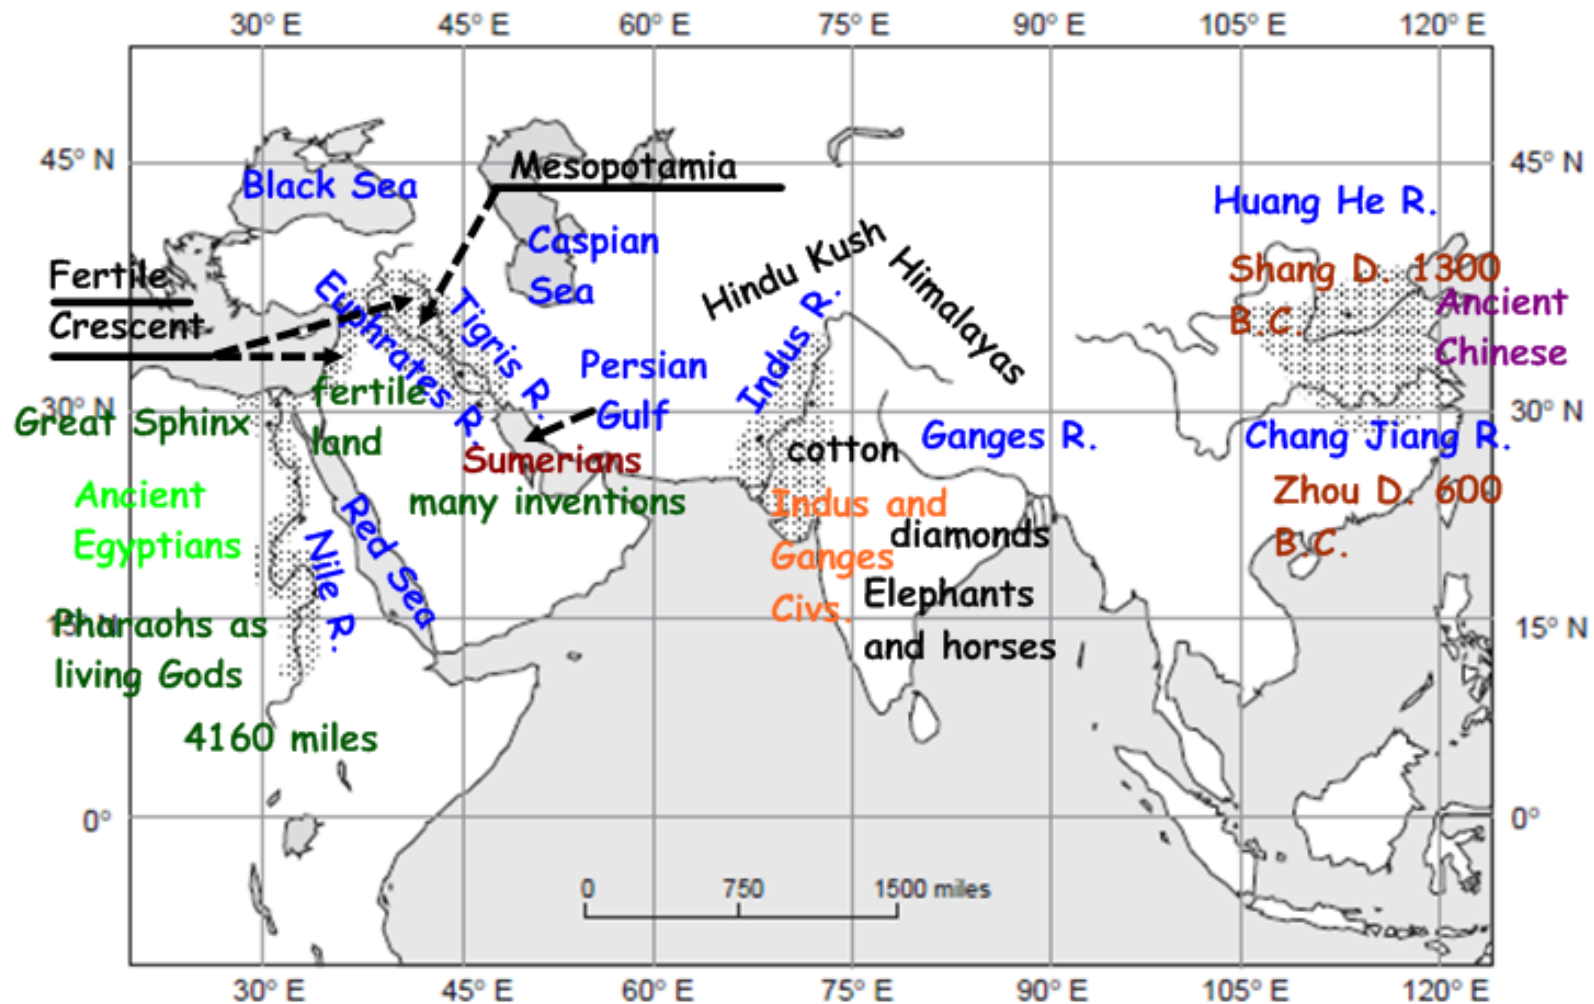 30° E 45° E 60° E 75° E 90° E 105° E 120° E
45° N
45° N
Mesopotamia
Black Sea
Huang He R.
Caspian
Sea
Hindu Kush
Himalayas
Fertile
Crescent
Shang D. 1300
B.C.
Ancient
Chinese
Euphrates R.
Tigris R.
Indus R.
Persian
Gulf
fertile
land
30° N
Great Sphinx
Ganges R.
Chang Jiang R.
cotton
Sumerians
many inventions
Zhou D. 600
B.C.
Ancient
Egyptians
Red Sea
Nile R.
Indus and
Ganges
Civs.
diamonds
Elephants
and horses
15° N
15° N
Pharaohs as
living Gods
4160 miles
0°
0°
0 750 1500 miles
30° E 45° E 60° E 75° E 90° E 105° E 120° E